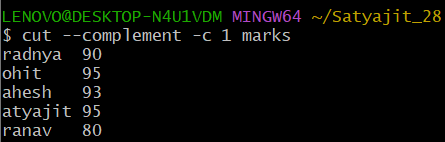 LENOVO@DESKTOP-N4U1VDM MINGW64 ~/Satyajit_28
$ cut --complement -c 1 marks
radnya  90
ohit    95
ahesh   93
atyajit 95
ranav   80